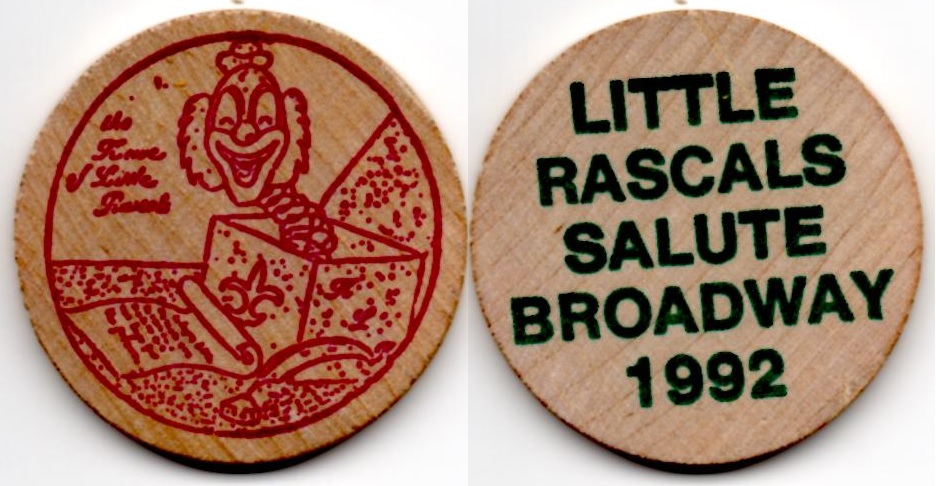 the
Krewe
of Little
Rascals
LITTLE
RASCALS
SALUTE
BROADWAY
1992